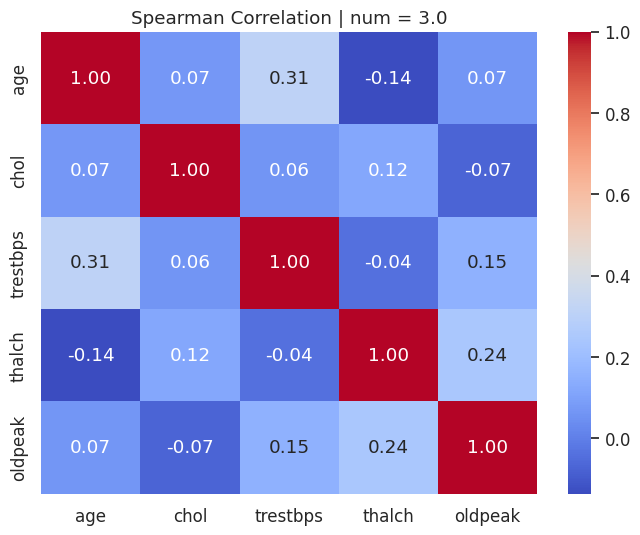 Spearman Correlation | num = 3.0
age 1.00 0.07 0.31 -0.14 0.07
chol 0.07 1.00 0.06 0.12 -0.07
trestbps 0.31 0.06 1.00 -0.04 0.15
thalch -0.14 0.12 -0.04 1.00 0.24
oldpeak 0.07 -0.07 0.15 0.24 1.00
age chol trestbps thalch oldpeak
1.0
0.8
0.6
0.4
0.2
0.0